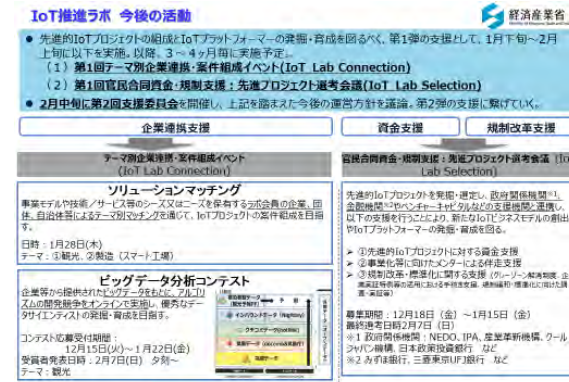 IoT推進ラボ 今後の活動
経済産業省
● 先進的IoTプロジェクトの組成とIoTプラットフォーマーの発掘・育成を図るべく、第1弾の支援として、1月下旬~2月
上旬に以下を実施。以降、3~4ヶ月毎に実施予定。
(1)第1回テーマ別企業連携・案件組成イベント(IoT Lab Connection)
(2)第1回官民合同資金・規制支援:先進プロジェクト選考会議(IoT Lab Selection)
● 2月中旬に第2回支援委員会を開催し、上記を踏まえた今後の運営方針を議論。第2弾の支援に繋げていく。
企業連携支援
資金支援
規制改革支援
テーマ別企業連携・案件組成イベント
(IoT Lab Connection)
ソリューションマッチング
事業モデルや技術/サービス等のシーズ又はニーズを保有するラボ会員の企業、団
体、自治体等によるテーマ別マッチングを通じて、IoTプロジェクトの案件組成を目指
す。
日時:1月28日(木)
テーマ:①観光、②製造(スマート工場)
ビッグデータ分析コンテスト
企業等から提供されたビッグデータをもとに、アルゴリ
ズムの開発競争をオンラインで実施し、優秀なデー
タサイエンティストの発掘・育成を目指す。
コンテスト応募受付期間:
12月15日(火)~1月22日(金)
受賞者発表日時:2月7日(日) 夕刻~
テーマ:観光
官民合同資金・規制支援:先進プロジェクト選考会議(IoT
Lab Selection)
先進的IoTプロジェクトを発掘・選定し、政府関係機関※1、
金融機関※2やベンチャーキャピタルなどの支援機関と連携し、
以下の支援を行うことにより、新たなIoTビジネスモデルの創出
やIoTプラットフォーマーの発掘・育成を図る。
➢ ①先進的IoTプロジェクトに対する資金支援
➢ ②事業化等に向けたメンターによる伴走支援
➢ ③規制改革・標準化に関する支援
募集期間:12月18日(金)~1月15日(金)
最終選考日時2月7日(日)
※1 政府関係機関:NEDO、IPA、産業革新機構、クール
ジャパン機構、日本政策投資銀行 など
※2 みずほ銀行、三菱東京UFJ銀行 など